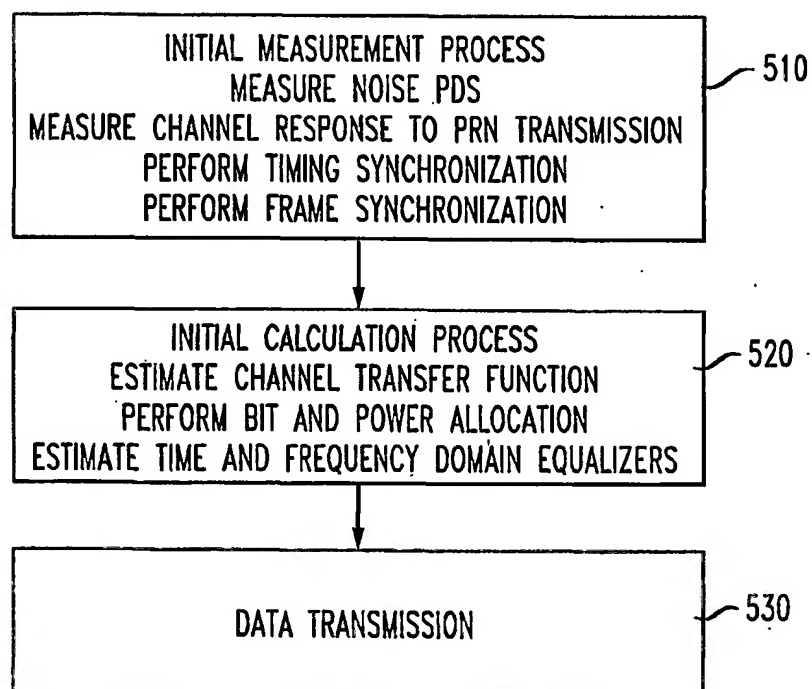 INITIAL MEASUREMENT PROCESS
MEASURE NOISE PDS
MEASURE CHANNEL RESPONSE TO PRN TRANSMISSION
PERFORM TIMING SYNCHRONIZATION
PERFORM FRAME SYNCHRONIZATION
510
INITIAL CALCULATION PROCESS
ESTIMATE CHANNEL TRANSFER FUNCTION
PERFORM BIT AND POWER ALLOCATION
ESTIMATE TIME AND FREQUENCY DOMAIN EQUALIZERS
520
DATA TRANSMISSION
530